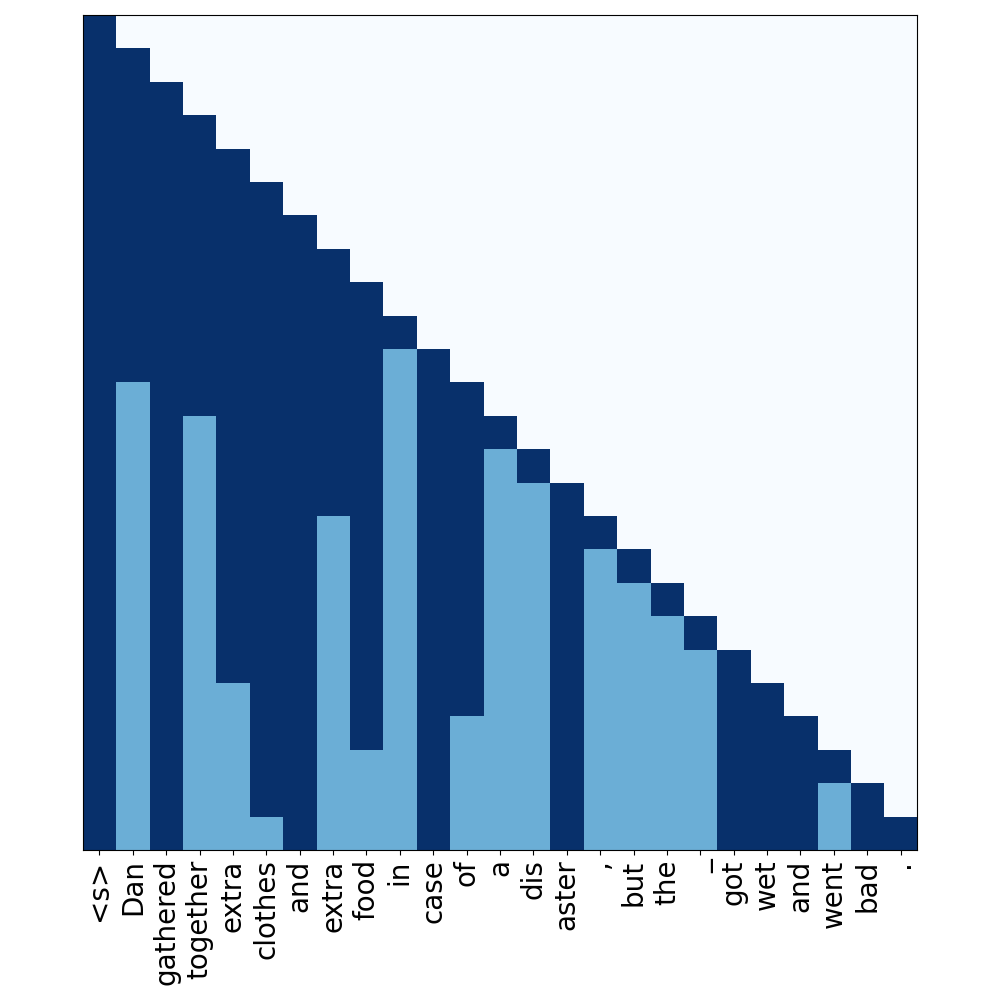 <s> Dan gathered together extra clothes and extra food in case of a dis aster , but the _ got wet and went bad .